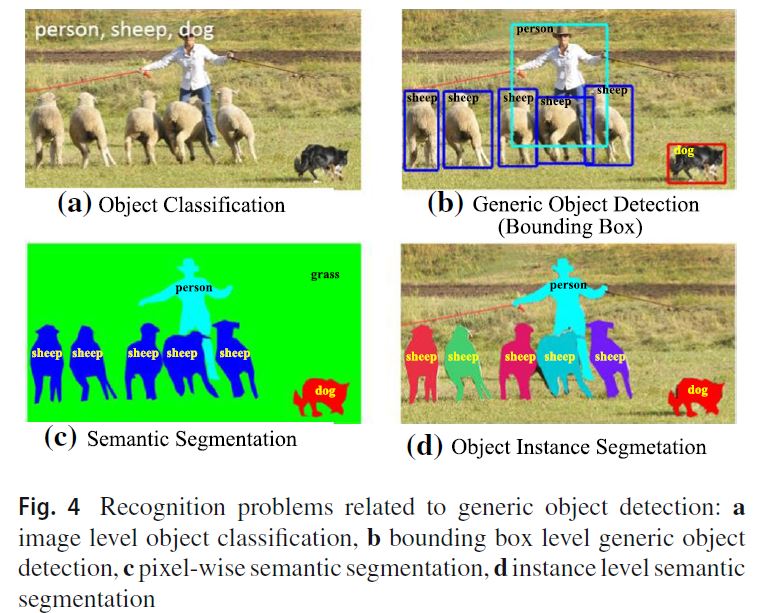 person, sheep, dog
person
sheep
sheep
sheep
sheep
sheep
dog
(a) Object Classification
(b) Generic Object Detection
(Bounding Box)
grass
person
sheep
sheep
sheep
sheep
sheep
dog
person
sheep
sheep
sheep
sheep
sheep
dog
(c) Semantic Segmentation
(d) Object Instance Segmetation
Fig. 4 Recognition problems related to generic object detection: a
image level object classification, b bounding box level generic object
detection, c pixel-wise semantic segmentation, d instance level semantic
segmentation